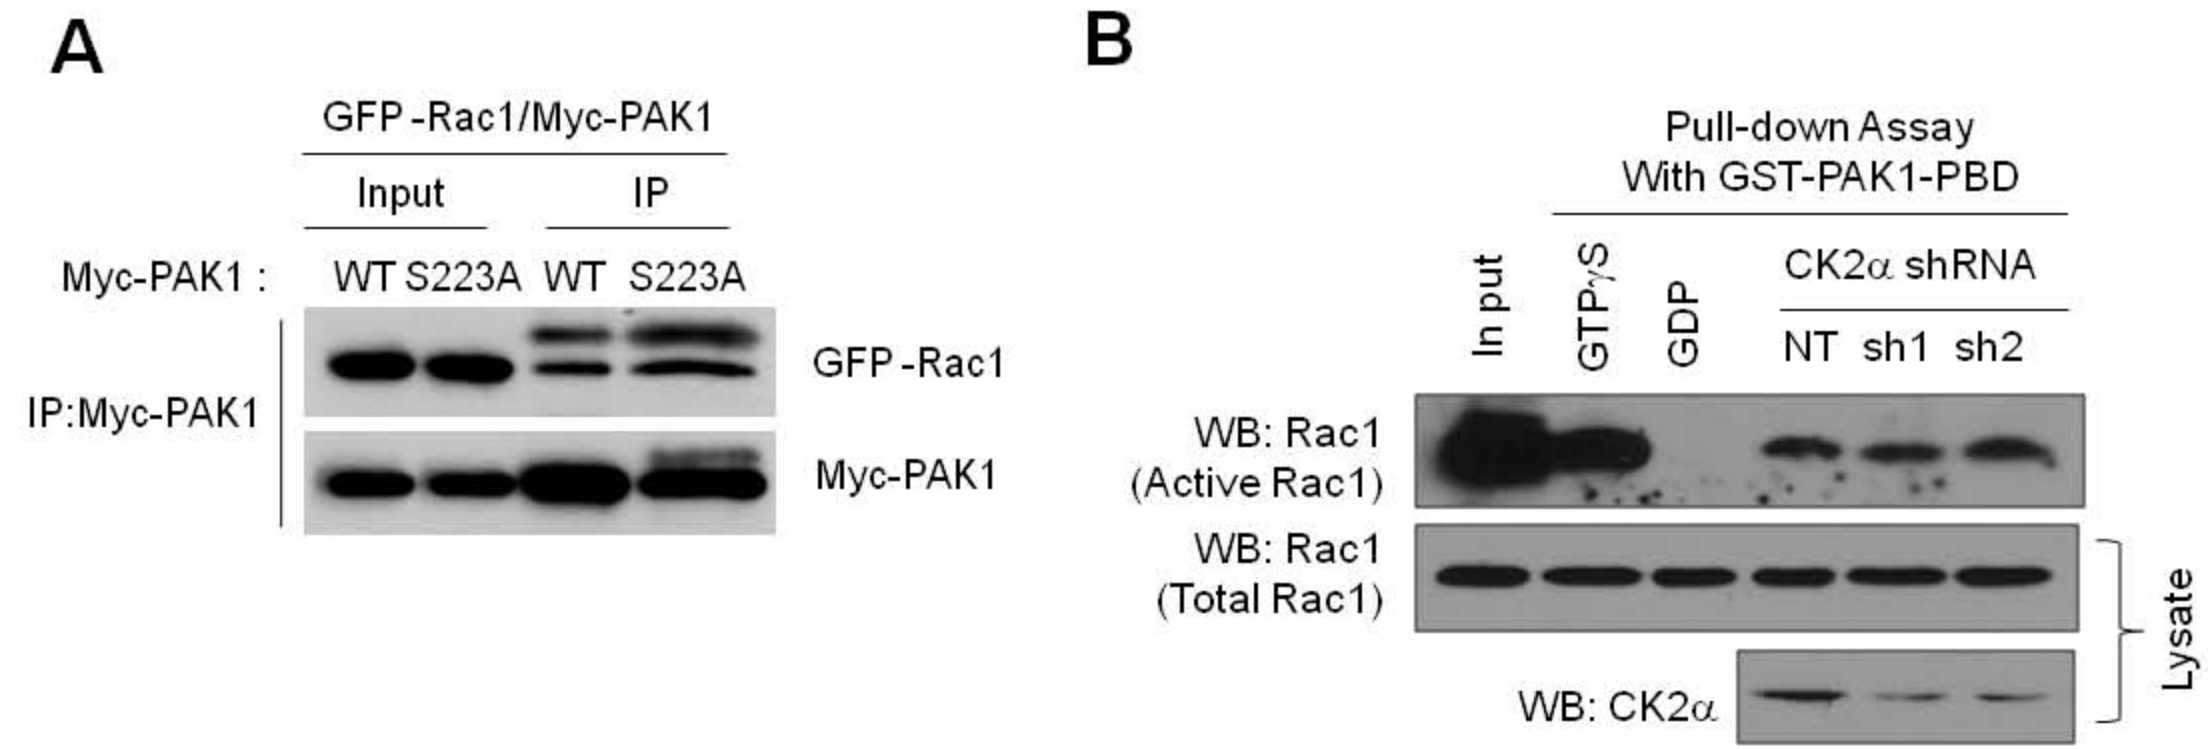 A
GFP-Rac1/Myc-PAK1
Input IP
Myc-PAK1 : WT S223A WT S223A
IP:Myc-PAK1
GFP-Rac1
Myc-PAK1
B
Pull-down Assay
With GST-PAK1-PBD
Input
GTPγS
GDP
CK2α shRNA
NT sh1 sh2
WB: Rac1
(Active Rac1)
WB: Rac1
(Total Rac1)
WB: CK2α
Lysate